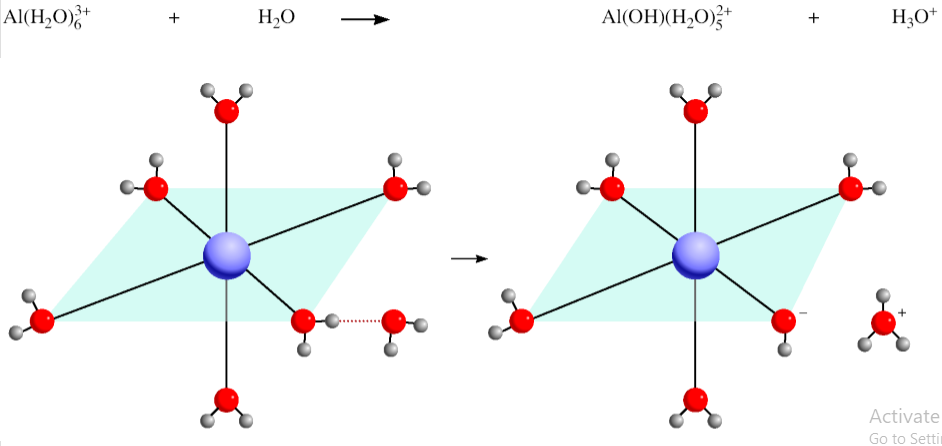 Al(H₂O)₆³⁺ + H₂O ⟶ Al(OH)(H₂O)₅²⁺ + H₃O⁺
− +
Activate
Go to Setti